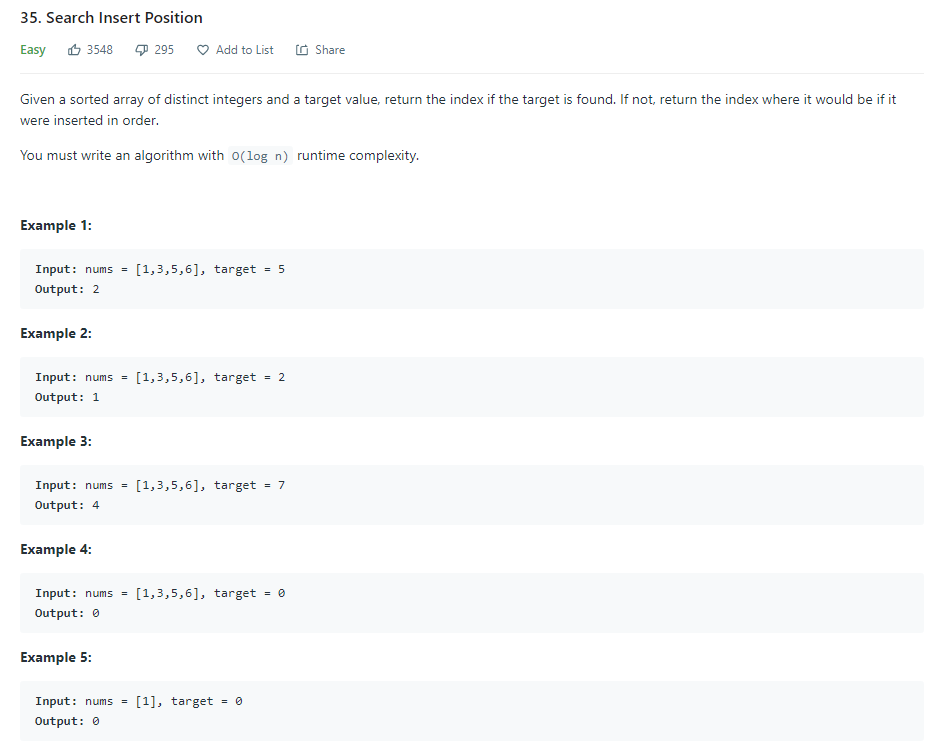 35. Search Insert Position
Easy 3548 295 Add to List Share
Given a sorted array of distinct integers and a target value, return the index if the target is found. If not, return the index where it would be if it
were inserted in order.
You must write an algorithm with O(log n) runtime complexity.
Example 1:
Input: nums = [1,3,5,6], target = 5
Output: 2
Example 2:
Input: nums = [1,3,5,6], target = 2
Output: 1
Example 3:
Input: nums = [1,3,5,6], target = 7
Output: 4
Example 4:
Input: nums = [1,3,5,6], target = 0
Output: 0
Example 5:
Input: nums = [1], target = 0
Output: 0